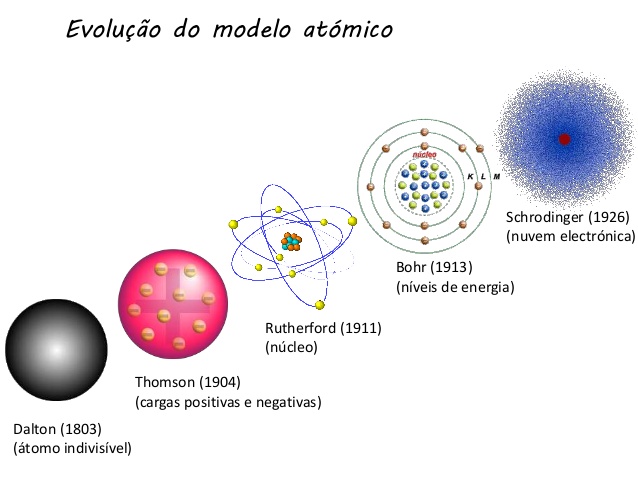 Evolução do modelo atómico
núcleo
K L M
Schrodinger (1926)
(nuvem electrónica)
Bohr (1913)
(níveis de energia)
Rutherford (1911)
(núcleo)
Thomson (1904)
(cargas positivas e negativas)
Dalton (1803)
(átomo indivisível)